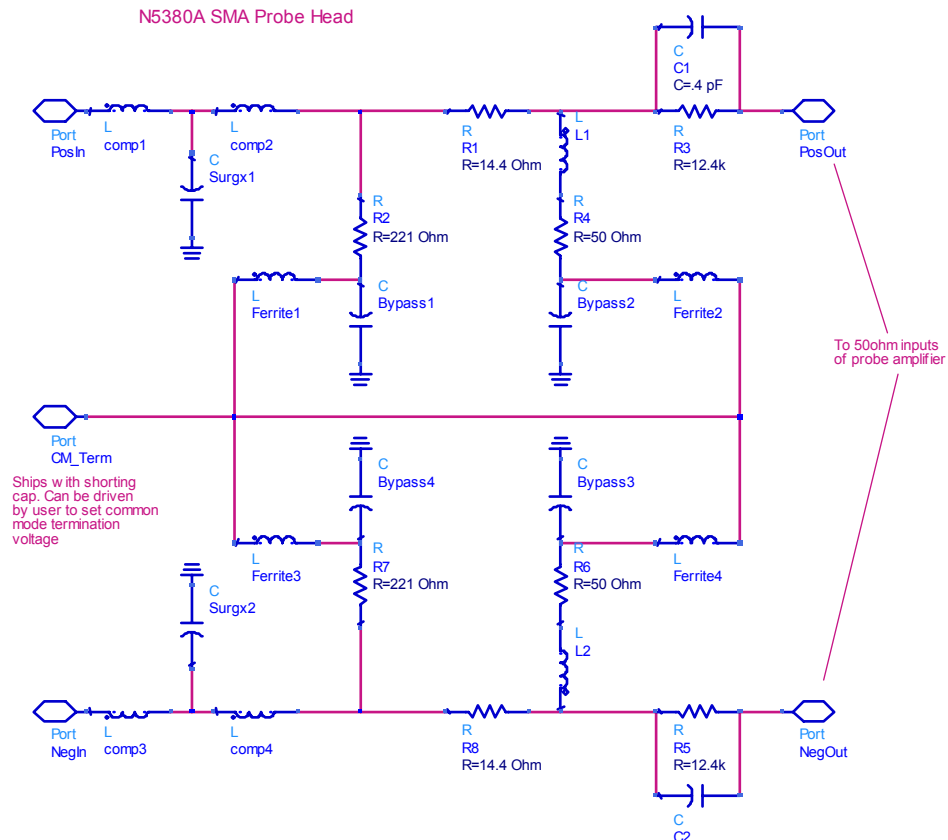 N5380A SMA Probe Head
C
C1
C=.4 pF
Port
PosIn
L
comp1
L
comp2
R
R1
R=14.4 Ohm
L
L1
R
R3
R=12.4k
Port
PosOut
C
Surgx1
R
R2
R=221 Ohm
R
R4
R=50 Ohm
L
Ferrite1
C
Bypass1
C
Bypass2
L
Ferrite2
To 50ohm inputs
of probe amplifier
Port
CM_Term
Ships with shorting
cap. Can be driven
by user to set common
mode termination
voltage
C
Bypass4
C
Bypass3
L
Ferrite3
R
R7
R=221 Ohm
R
R6
R=50 Ohm
L
Ferrite4
C
Surgx2
L
L2
Port
NegIn
L
comp3
L
comp4
R
R8
R=14.4 Ohm
R
R5
R=12.4k
Port
NegOut
C
C2